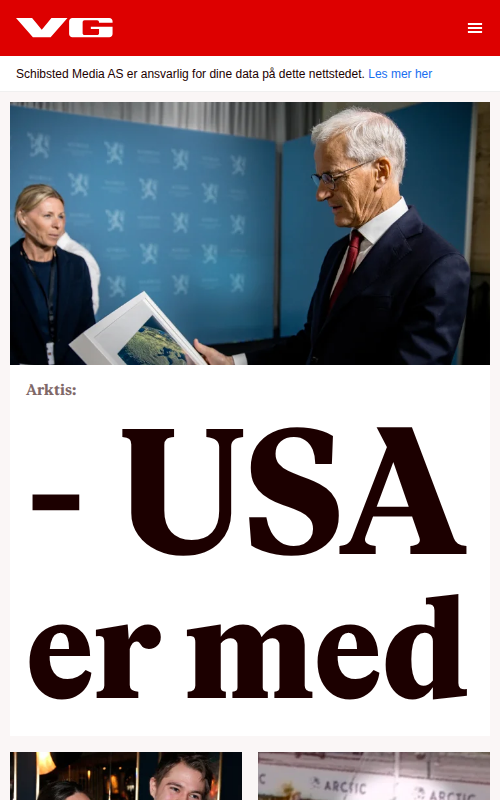 VG
Schibsted Media AS er ansvarlig for dine data på dette nettstedet. Les mer her
Arktis:
- USA
er med
ARCTIC